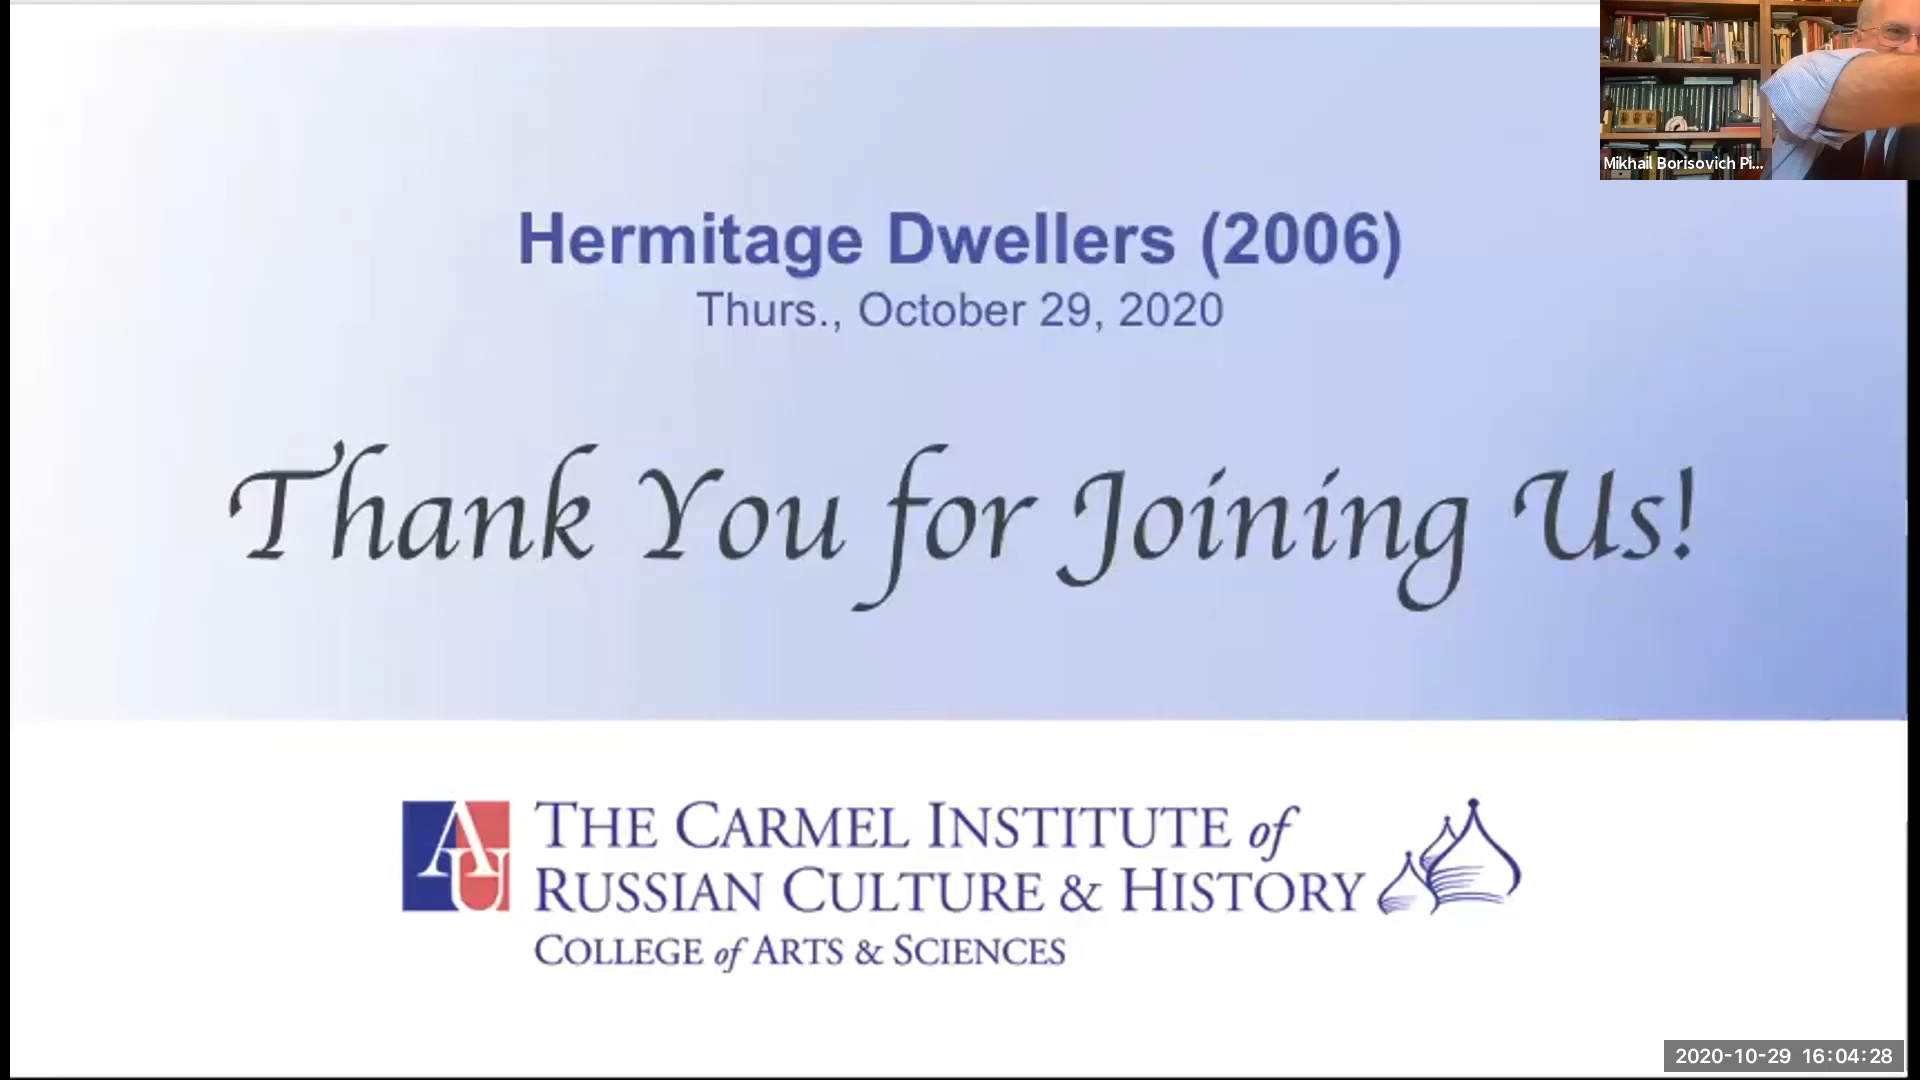 Mikhail Borisovich Pi...
Hermitage Dwellers (2006)
Thurs., October 29, 2020
Thank You for Joining Us!
AU
THE CARMEL INSTITUTE of
RUSSIAN CULTURE & HISTORY
COLLEGE of ARTS & SCIENCES
2020-10-29 16:04:28